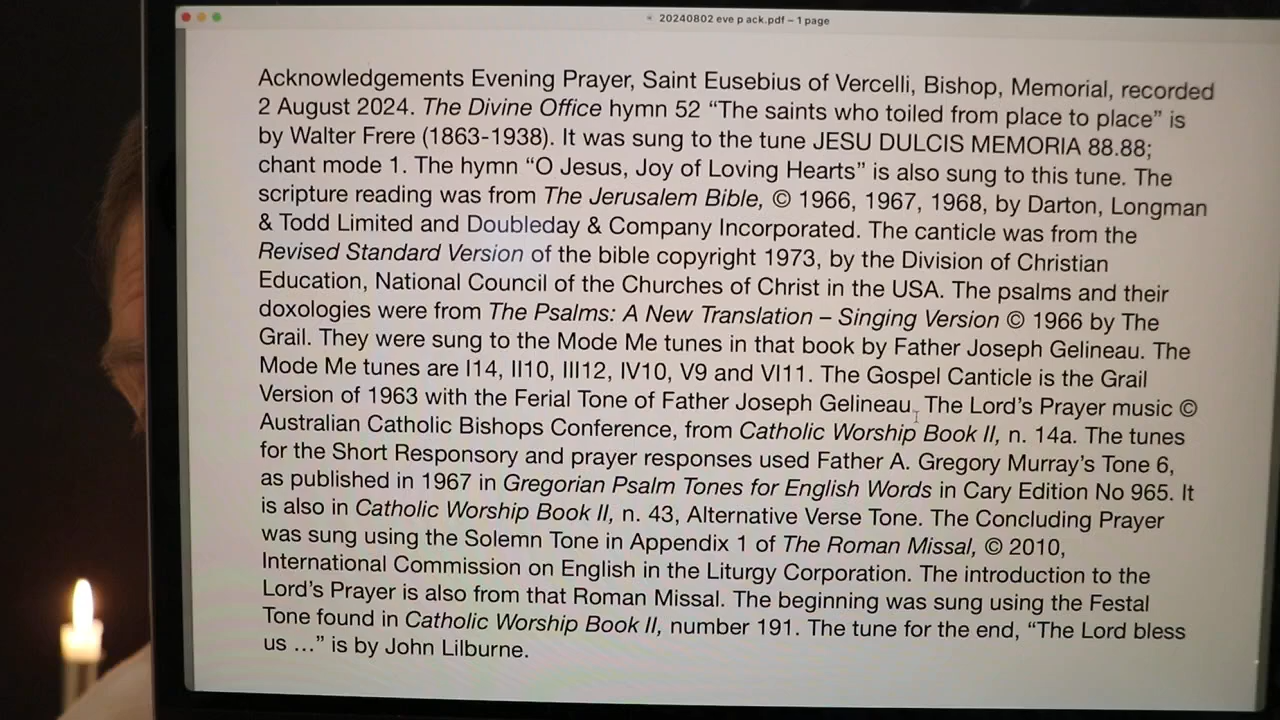 20240802 eve p ack.pdf – 1 page
Acknowledgements Evening Prayer, Saint Eusebius of Vercelli, Bishop, Memorial, recorded
2 August 2024. The Divine Office hymn 52 “The saints who toiled from place to place” is
by Walter Frere (1863-1938). It was sung to the tune JESU DULCIS MEMORIA 88.88;
chant mode 1. The hymn “O Jesus, Joy of Loving Hearts” is also sung to this tune. The
scripture reading was from The Jerusalem Bible, © 1966, 1967, 1968, by Darton, Longman
& Todd Limited and Doubleday & Company Incorporated. The canticle was from the
Revised Standard Version of the bible copyright 1973, by the Division of Christian
Education, National Council of the Churches of Christ in the USA. The psalms and their
doxologies were from The Psalms: A New Translation – Singing Version © 1966 by The
Grail. They were sung to the Mode Me tunes in that book by Father Joseph Gelineau. The
Mode Me tunes are I14, II10, III12, IV10, V9 and VI11. The Gospel Canticle is the Grail
Version of 1963 with the Ferial Tone of Father Joseph Gelineau. The Lord’s Prayer music ©
Australian Catholic Bishops Conference, from Catholic Worship Book II, n. 14a. The tunes
for the Short Responsory and prayer responses used Father A. Gregory Murray’s Tone 6,
as published in 1967 in Gregorian Psalm Tones for English Words in Cary Edition No 965. It
is also in Catholic Worship Book II, n. 43, Alternative Verse Tone. The Concluding Prayer
was sung using the Solemn Tone in Appendix 1 of The Roman Missal, © 2010,
International Commission on English in the Liturgy Corporation. The introduction to the
Lord’s Prayer is also from that Roman Missal. The beginning was sung using the Festal
Tone found in Catholic Worship Book II, number 191. The tune for the end, “The Lord bless
us …” is by John Lilburne.